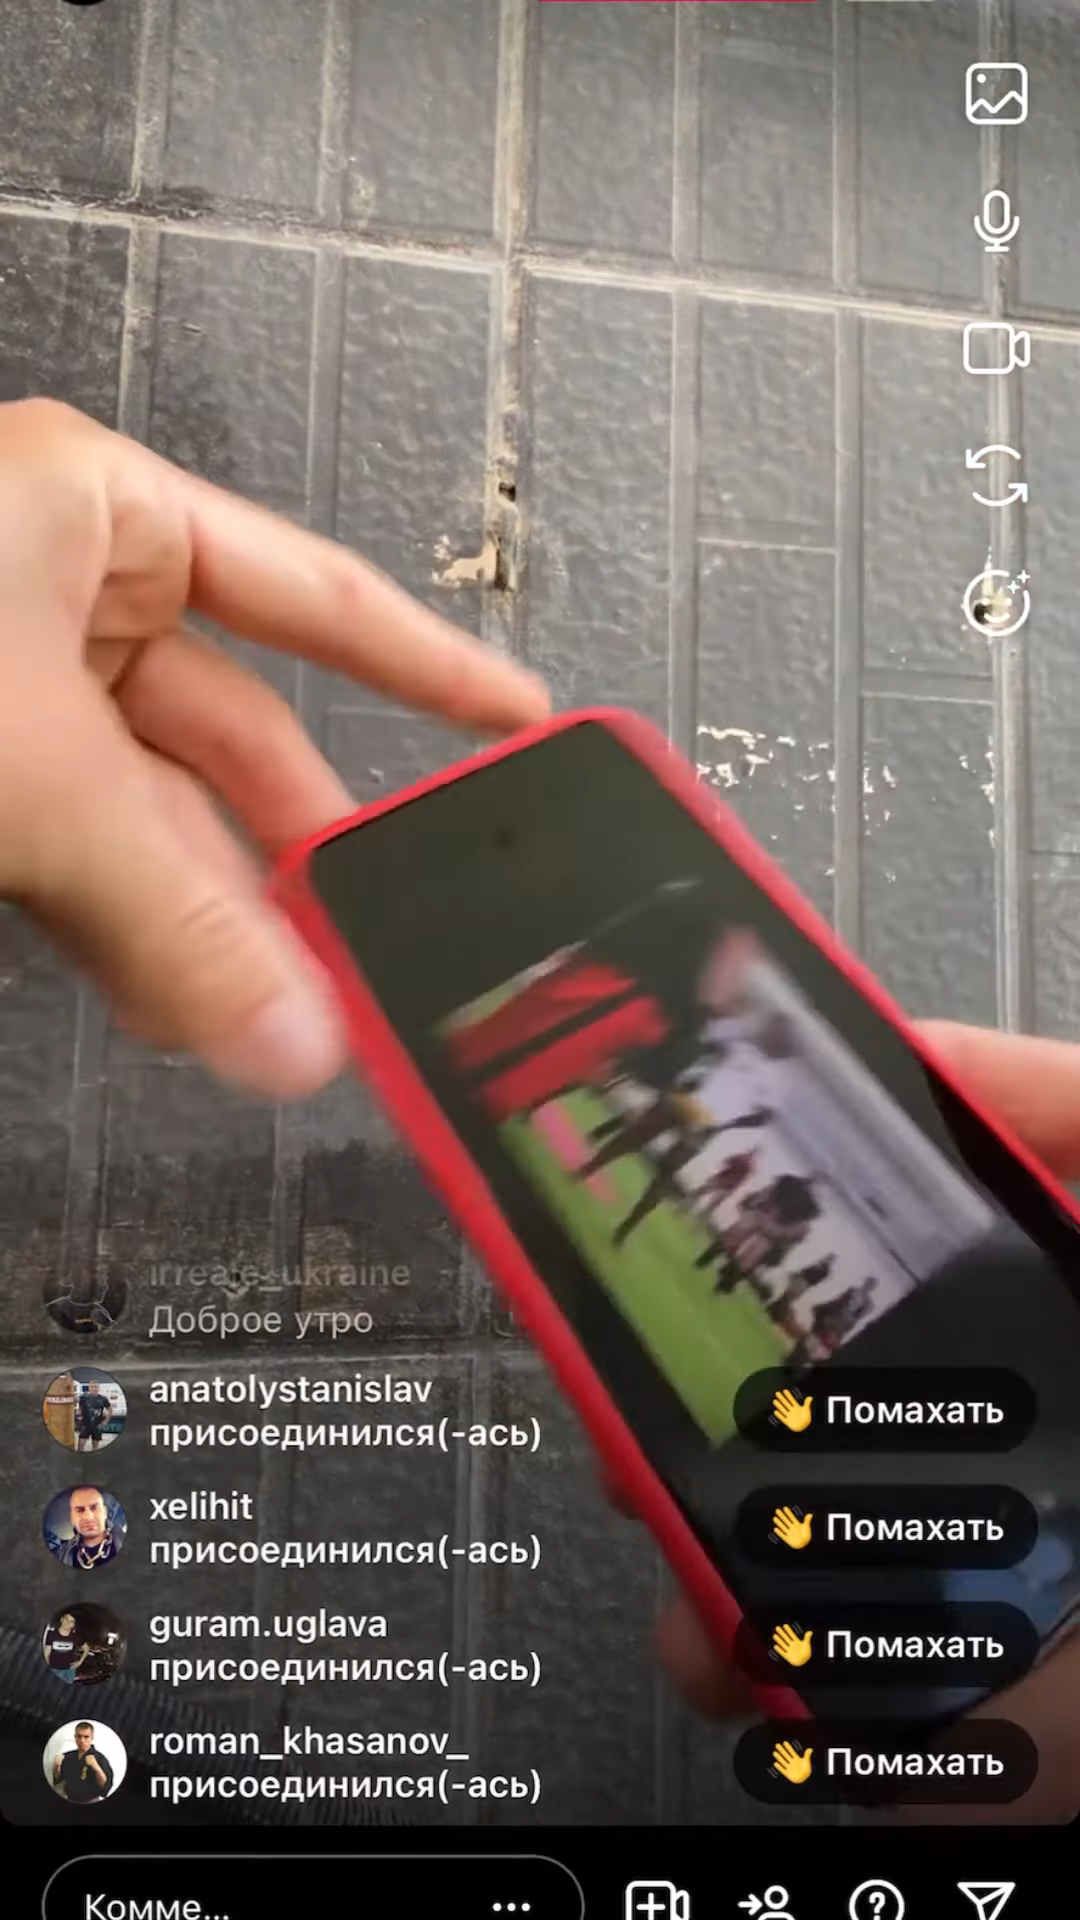 irreale_ukraine
Доброе утро
anatolystanislav
присоединился(-ась)
👋 Помахать
xelihit
присоединился(-ась)
👋 Помахать
guram.uglava
присоединился(-ась)
👋 Помахать
roman_khasanov_
присоединился(-ась)
👋 Помахать
Комме...